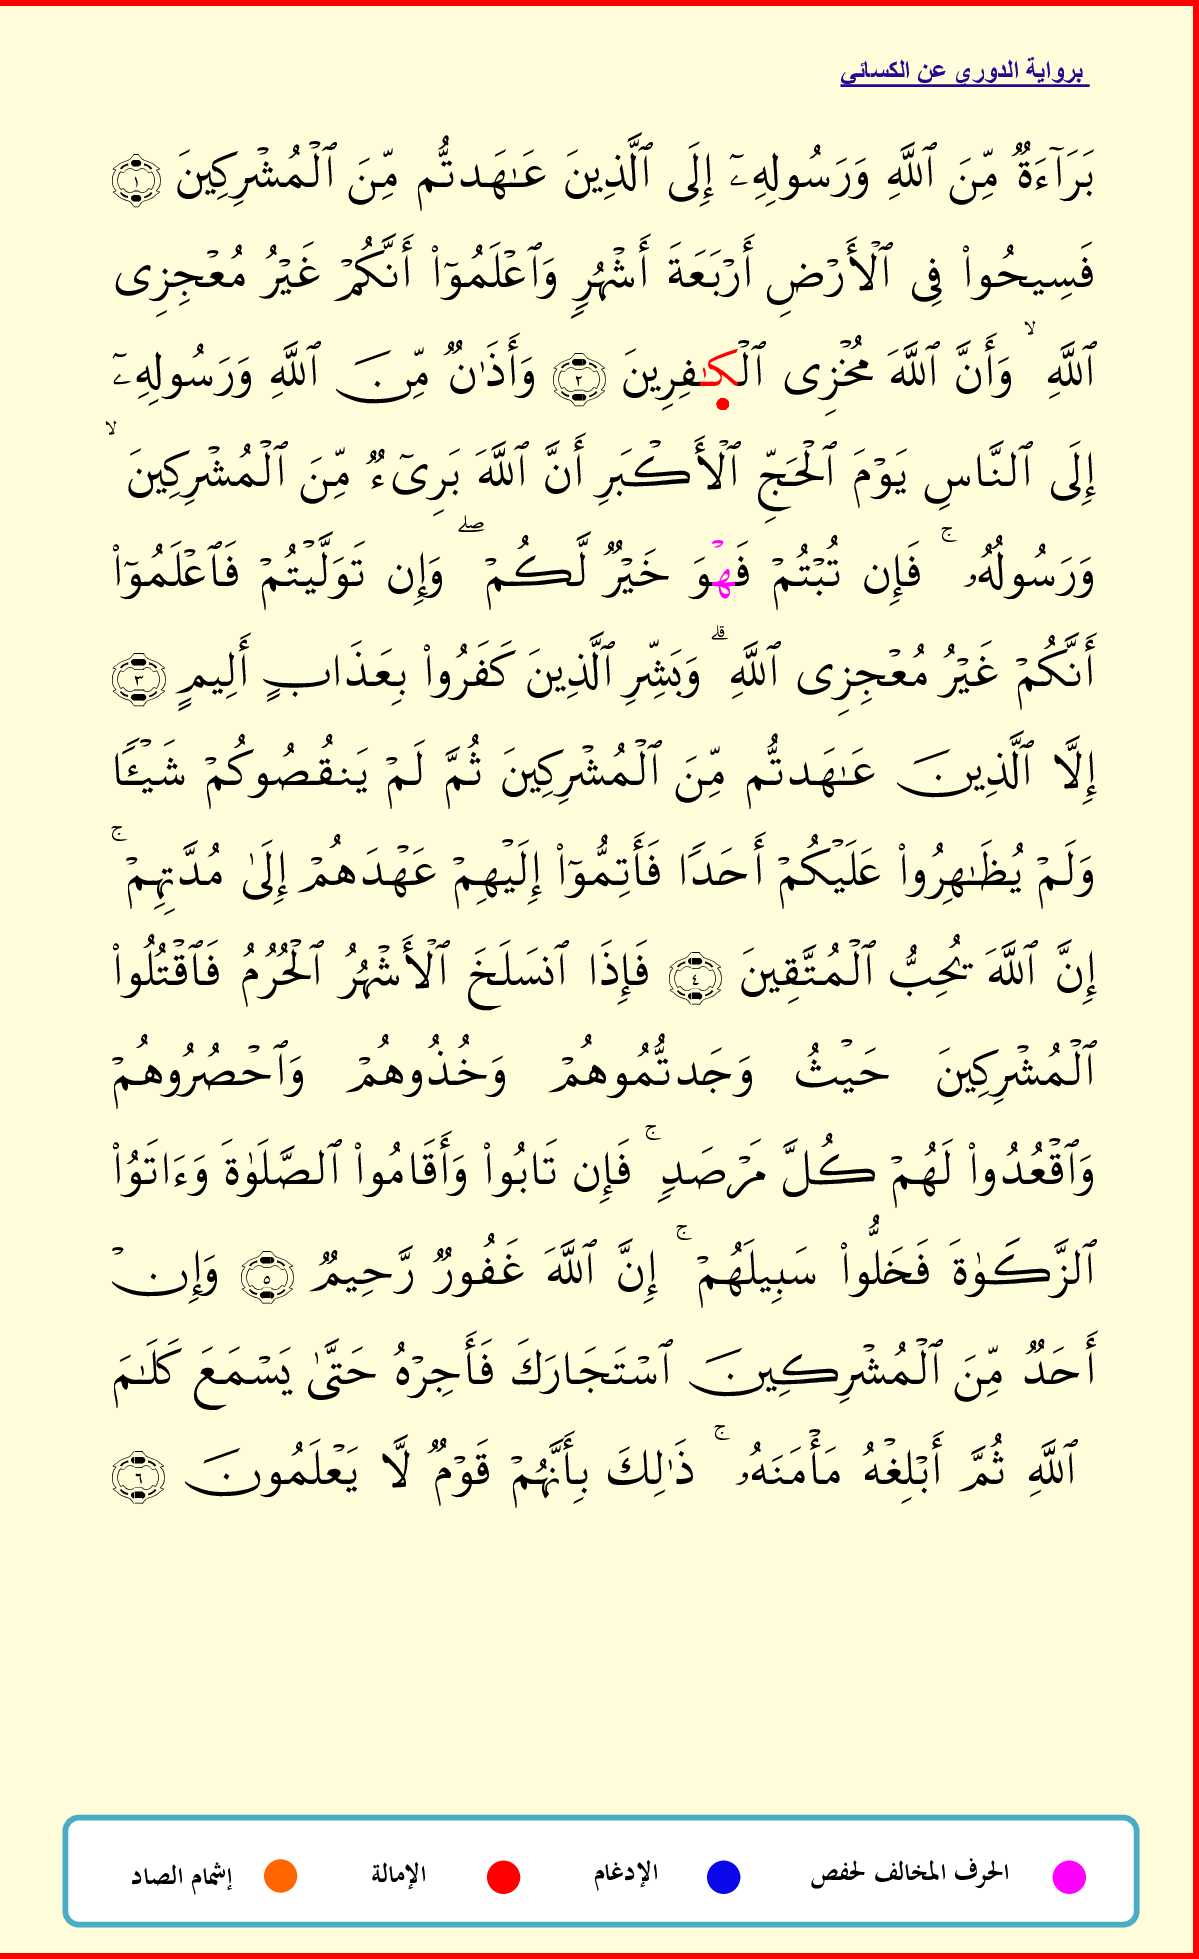 برواية الدوري عن الكسائي
بَرَآءَةٌ مِّنَ ٱللَّهِ وَرَسُولِهِۦٓ إِلَى ٱلَّذِينَ عَـٰهَدتُّم مِّنَ ٱلْمُشْرِكِينَ ١
فَسِيحُوا۟ فِى ٱلْأَرْضِ أَرْبَعَةَ أَشْهُرٍ وَٱعْلَمُوٓا۟ أَنَّكُمْ غَيْرُ مُعْجِزِى
ٱللَّهِ ۙ وَأَنَّ ٱللَّهَ مُخْزِى ٱلْكَـٰفِرِينَ ٢ وَأَذَٰنٌ مِّنَ ٱللَّهِ وَرَسُولِهِۦٓ
إِلَى ٱلنَّاسِ يَوْمَ ٱلْحَجِّ ٱلْأَكْبَرِ أَنَّ ٱللَّهَ بَرِىٓءٌ مِّنَ ٱلْمُشْرِكِينَ ۙ
وَرَسُولُهُۥ ۚ فَإِن تُبْتُمْ فَهْوَ خَيْرٌ لَّكُمْ ۖ وَإِن تَوَلَّيْتُمْ فَٱعْلَمُوٓا۟
أَنَّكُمْ غَيْرُ مُعْجِزِى ٱللَّهِ ۗ وَبَشِّرِ ٱلَّذِينَ كَفَرُوا۟ بِعَذَابٍ أَلِيمٍ ٣
إِلَّا ٱلَّذِينَ عَـٰهَدتُّم مِّنَ ٱلْمُشْرِكِينَ ثُمَّ لَمْ يَنقُصُوكُمْ شَيْـًٔا
وَلَمْ يُظَـٰهِرُوا۟ عَلَيْكُمْ أَحَدًا فَأَتِمُّوٓا۟ إِلَيْهِمْ عَهْدَهُمْ إِلَىٰ مُدَّتِهِمْ ۚ
إِنَّ ٱللَّهَ يُحِبُّ ٱلْمُتَّقِينَ ٤ فَإِذَا ٱنسَلَخَ ٱلْأَشْهُرُ ٱلْحُرُمُ فَٱقْتُلُوا۟
ٱلْمُشْرِكِينَ حَيْثُ وَجَدتُّمُوهُمْ وَخُذُوهُمْ وَٱحْصُرُوهُمْ
وَٱقْعُدُوا۟ لَهُمْ كُلَّ مَرْصَدٍ ۚ فَإِن تَابُوا۟ وَأَقَامُوا۟ ٱلصَّلَوٰةَ وَءَاتَوُا۟
ٱلزَّكَوٰةَ فَخَلُّوا۟ سَبِيلَهُمْ ۚ إِنَّ ٱللَّهَ غَفُورٌ رَّحِيمٌ ٥ وَإِنْ
أَحَدٌ مِّنَ ٱلْمُشْرِكِينَ ٱسْتَجَارَكَ فَأَجِرْهُ حَتَّىٰ يَسْمَعَ كَلَـٰمَ
ٱللَّهِ ثُمَّ أَبْلِغْهُ مَأْمَنَهُۥ ۚ ذَٰلِكَ بِأَنَّهُمْ قَوْمٌ لَّا يَعْلَمُونَ ٦
الحرف المخالف لحفص الإدغام الإمالة إشمام الصاد